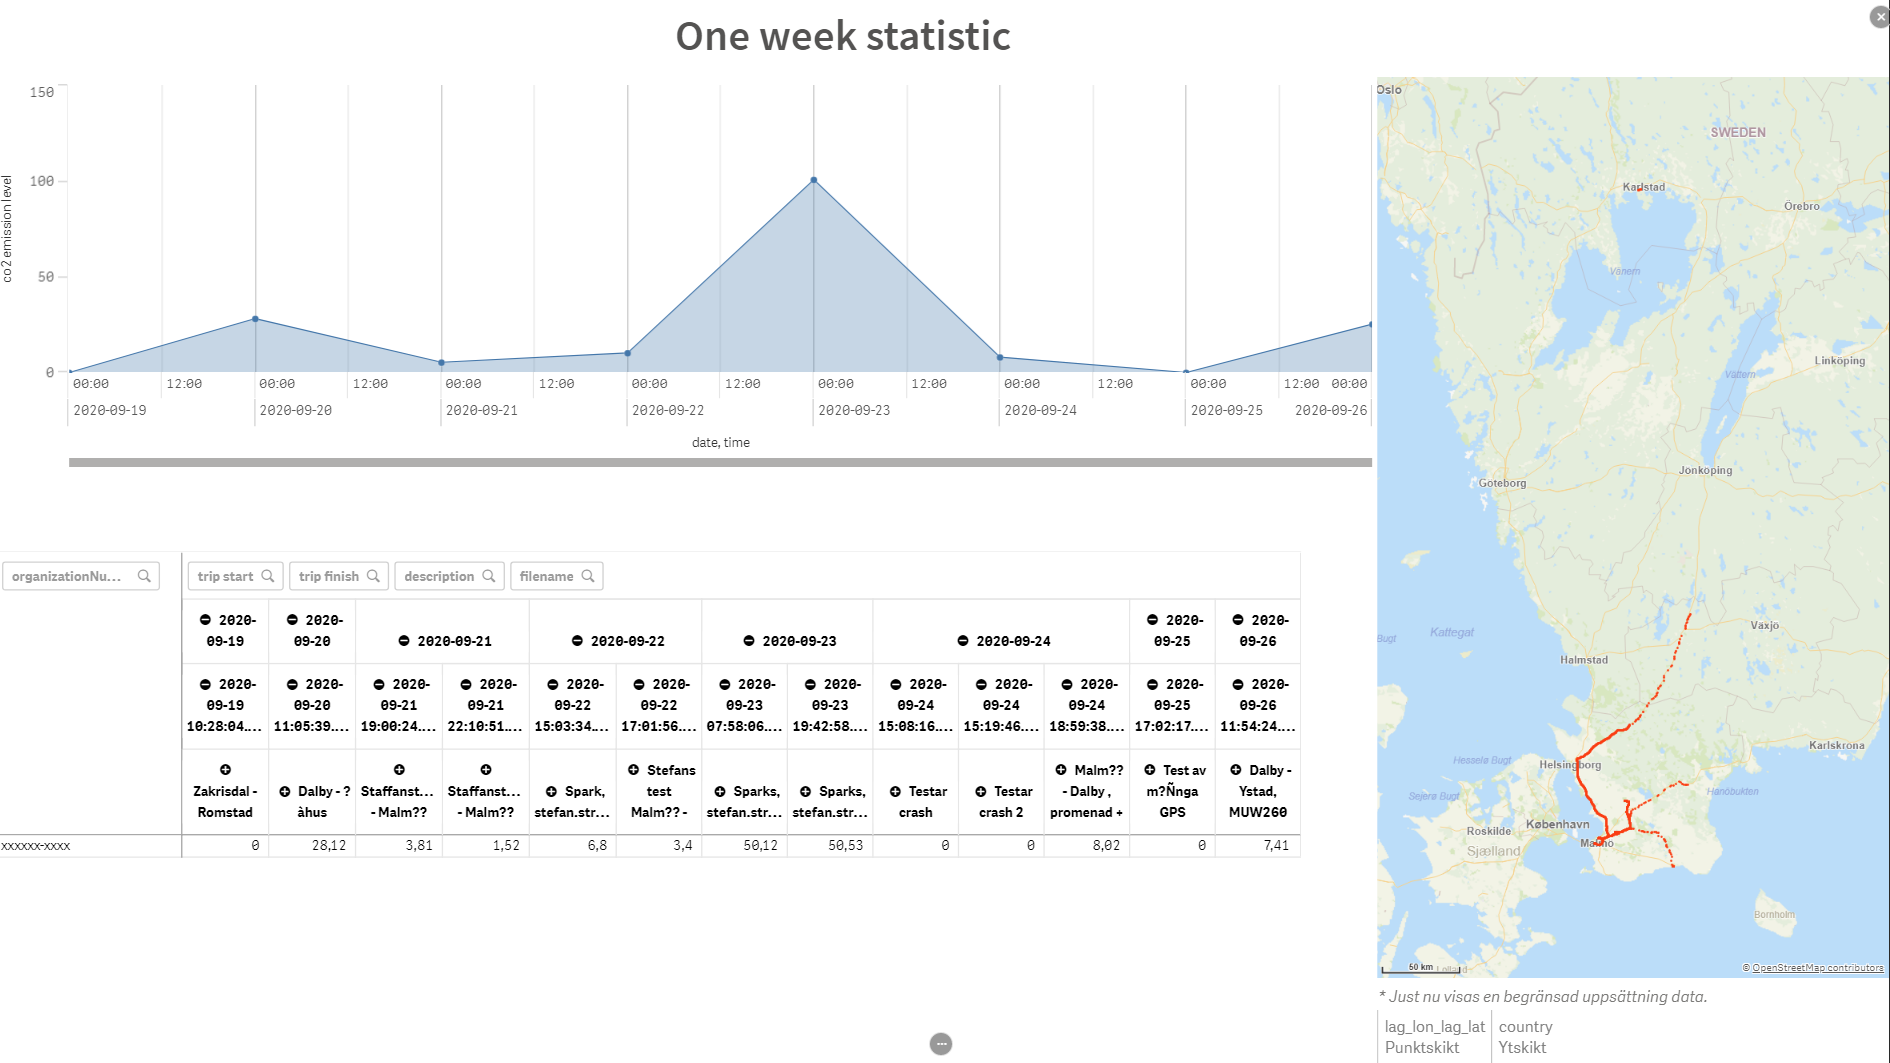 One week statistic
150
100
50
0
co2 emission level
00:00 12:00 00:00 12:00 00:00 12:00 00:00 12:00 00:00 12:00 00:00 12:00 00:00 12:00 00:00
2020-09-19 2020-09-20 2020-09-21 2020-09-22 2020-09-23 2020-09-24 2020-09-25 2020-09-26
date, time
organizationNu... trip start trip finish description filename
2020- 2020- 2020-09-21 2020-09-22 2020-09-23 2020-09-24 2020- 2020-
09-19 09-20 09-25 09-26
2020- 2020- 2020- 2020- 2020- 2020- 2020- 2020- 2020- 2020- 2020- 2020- 2020-
09-19 09-20 09-21 09-21 09-22 09-22 09-23 09-23 09-24 09-24 09-24 09-25 09-26
10:28:04.... 11:05:39.... 19:00:24.... 22:10:51.... 15:03:34.... 17:01:56.... 07:58:06.... 19:42:58.... 15:08:16.... 15:19:46.... 18:59:38.... 17:02:17.... 11:54:24....
Zakrisdal - Romstad
Dalby - ?àhus
Staffanst... - Malm??
Staffanst... - Malm??
Spark, stefan.str...
Stefans test Malm?? -
Sparks, stefan.str...
Sparks, stefan.str...
Testar crash
Testar crash 2
Malm?? - Dalby , promenad +
Test av m?Ñnga GPS
Dalby - Ystad, MUW260
xxxxxx-xxxx 0 28,12 3,81 1,52 6,8 3,4 50,12 50,53 0 0 8,02 0 7,41
Oslo
SWEDEN
Karlstad
Örebro
Vänern
Linköping
Vättern
Jonköping
Goteborg
Växjö
Kattegat
Bugt
Halmstad
Karlskrona
Hesselø Bugt
Helsingborg
Sejerø Bugt
Hanöbukten
København
Roskilde
Malmö
Sjælland
Bornholm
50 km
Lolland
© OpenStreetMap contributors
* Just nu visas en begränsad uppsättning data.
lag_lon_lag_lat country
Punktskikt Ytskikt